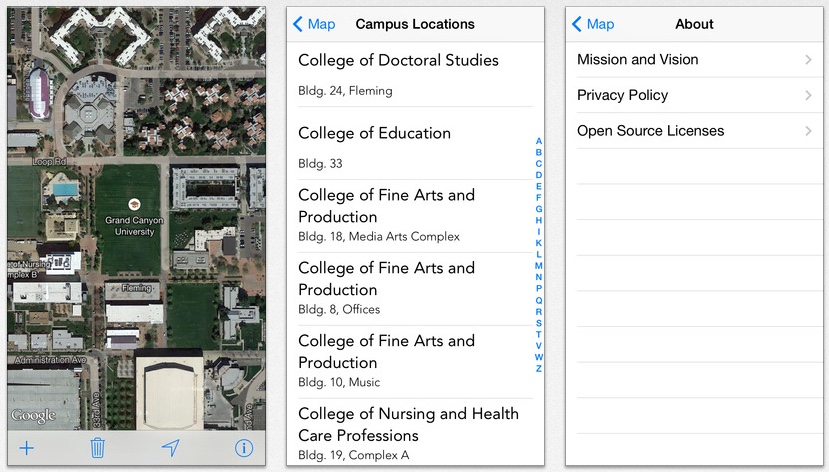 Loop Rd
Grand Canyon
University
e of Nursing
mplex B
Fleming
Administration Ave
33rd Ave
nd Ave
Google
Map
Campus Locations
College of Doctoral Studies
Bldg. 24, Fleming
College of Education
Bldg. 33
College of Fine Arts and
Production
Bldg. 18, Media Arts Complex
College of Fine Arts and
Production
Bldg. 8, Offices
College of Fine Arts and
Production
Bldg. 10, Music
College of Nursing and Health
Care Professions
Bldg. 19, Complex A
A
B
C
D
E
F
G
H
I
K
L
M
N
P
Q
R
S
T
V
W
Z
Map
About
Mission and Vision
Privacy Policy
Open Source Licenses